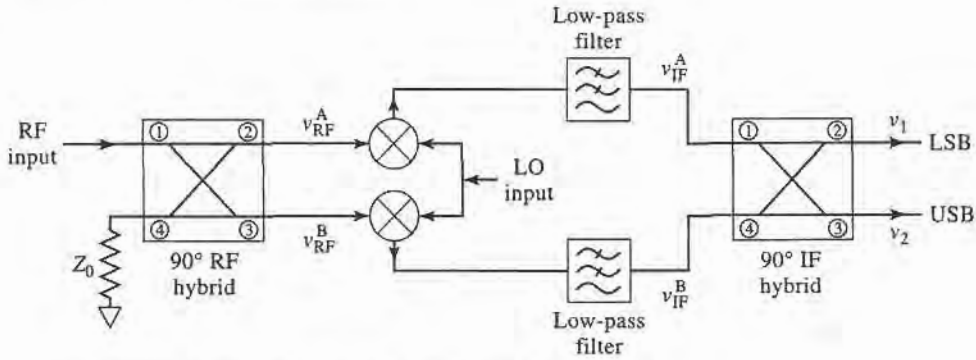 Low-pass
filter
v_IF^A
RF
input
① ②
④ ③
v_RF^A
v_RF^B
LO
input
① ②
④ ③
v_1
LSB
USB
v_2
Z_0
90° RF
hybrid
v_IF^B
90° IF
hybrid
Low-pass
filter